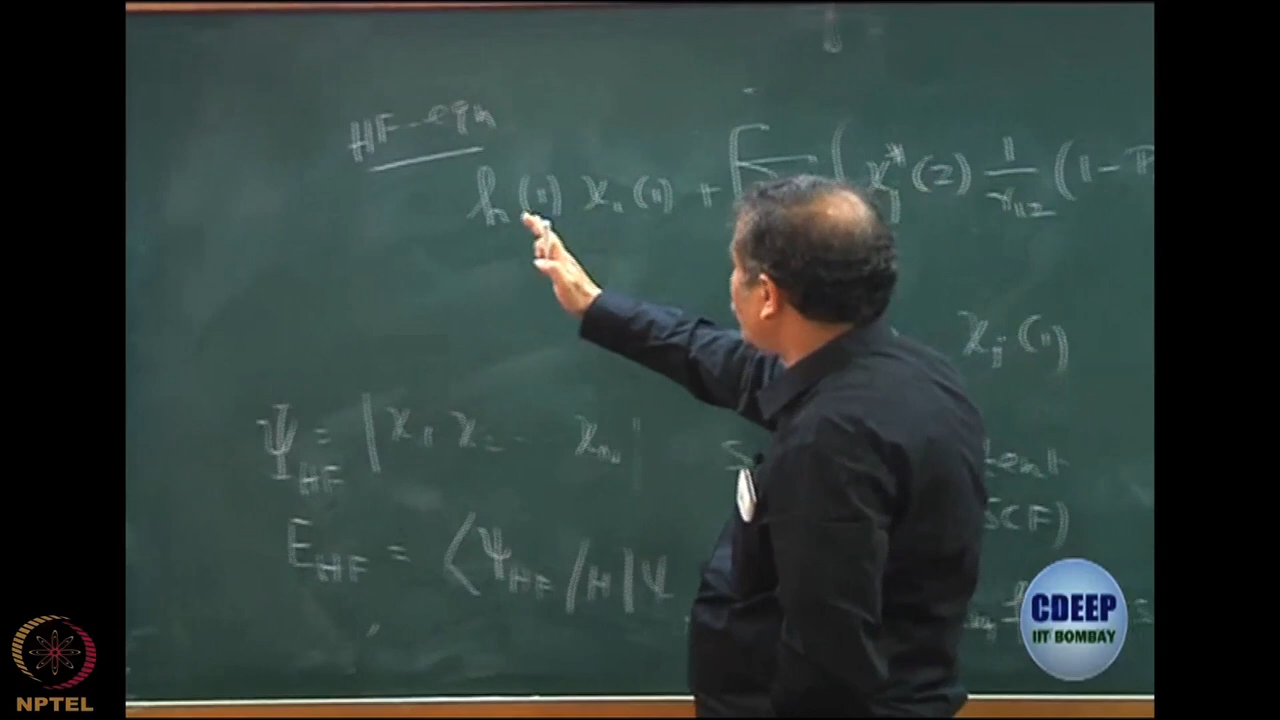 HF-eqn
h(1) χ₁(1) + Σ ∫ χⱼ*(2) 1/r₁₂ (1-P
χⱼ(1)
Ψ_HF = | χ₁ χ₂ ...
SCF)
E_HF = ⟨Ψ_HF / H | Ψ
CDEEP
IIT BOMBAY
NPTEL